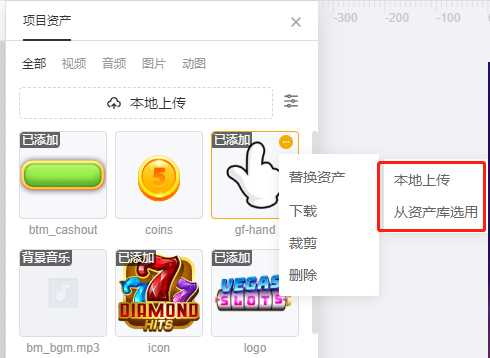 项目资产
全部 视频 音频 图片 动图
本地上传
已添加
btm_cashout
5
coins
已添加
gf-hand
背景音乐
bm_bgm.mp3
已添加
777
DIAMOND
HITS
icon
已添加
VEGAS
SLOTS
logo
替换资产
下载
裁剪
删除
本地上传
从资产库选用
-300 -200 -100